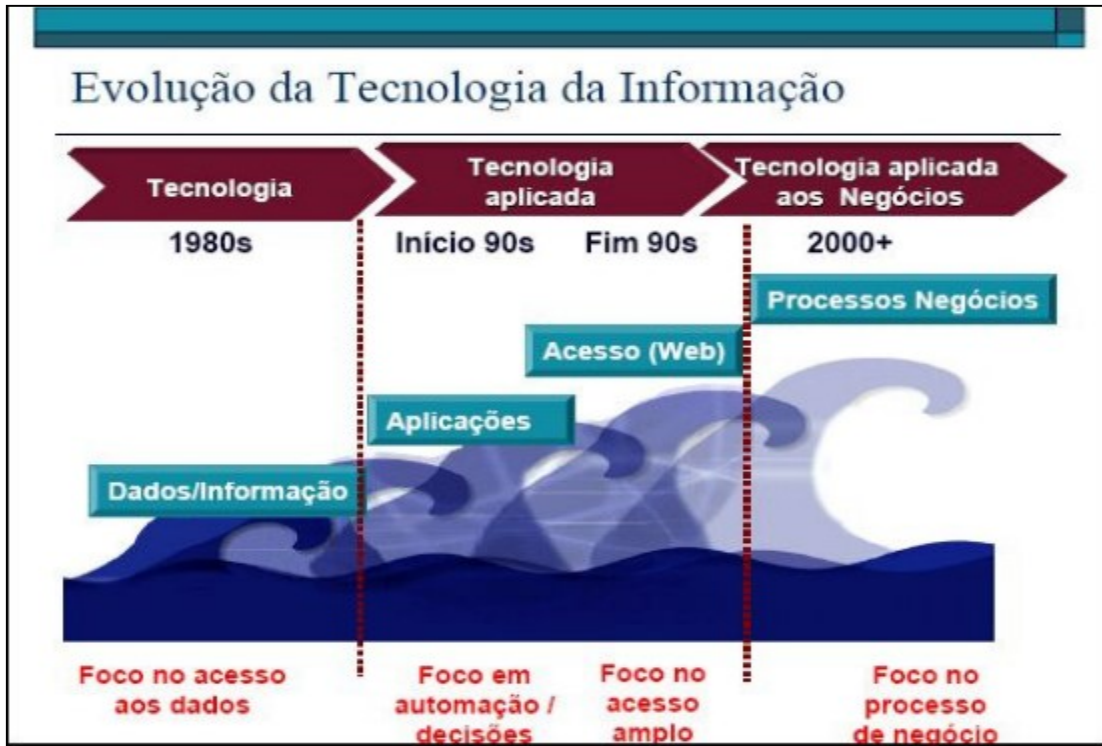 Evolução da Tecnologia da Informação
Tecnologia
Tecnologia
aplicada
Tecnologia aplicada
aos Negócios
1980s
Início 90s
Fim 90s
2000+
Processos Negócios
Acesso (Web)
Aplicações
Dados/Informação
Foco no acesso
aos dados
Foco em
automação /
decisões
Foco no
acesso
amplo
Foco no
processo
de negócio